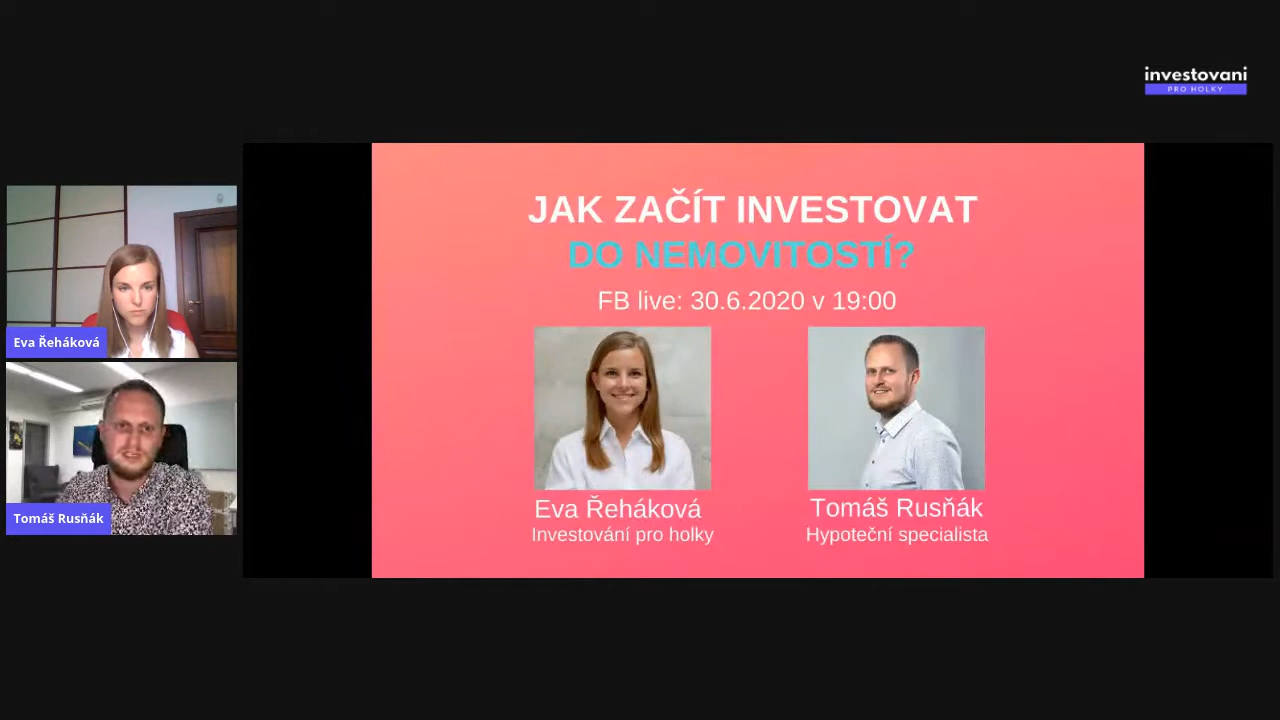 investovani
PRO HOLKY
JAK ZAČÍT INVESTOVAT
DO NEMOVITOSTÍ?
FB live: 30.6.2020 v 19:00
Eva Řeháková
Investování pro holky
Tomáš Rusňák
Hypoteční specialista
Eva Řeháková
Tomáš Rusňák